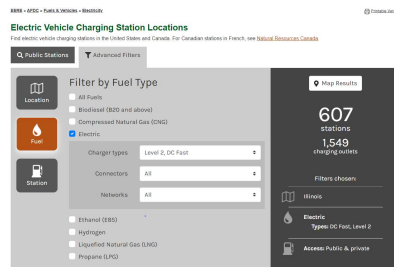 EERE » AFDC » Fuels & Vehicles » Electricity
Electric Vehicle Charging Station Locations
Find electric vehicle charging stations in the United States and Canada. For Canadian stations in French, see Natural Resources Canada.
Public Stations
Advanced Filters
Location
Fuel
Station
Filter by Fuel Type
All Fuels
Biodiesel (B20 and above)
Compressed Natural Gas (CNG)
Electric
Charger types
Level 2, DC Fast
Connectors
All
Networks
All
Ethanol (E85)
Hydrogen
Liquefied Natural Gas (LNG)
Propane (LPG)
Map Results
607
stations
1,549
charging outlets
Filters chosen:
Illinois
Electric
Types: DC Fast, Level 2
Access: Public & private